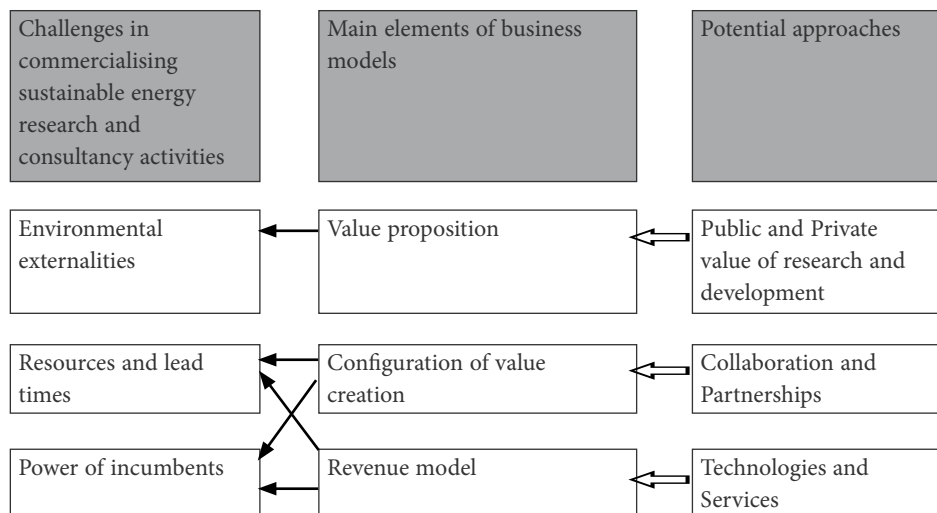 Challenges in
commercialising
sustainable energy
research and
consultancy activities
Main elements of business
models
Potential approaches
Environmental
externalities
Value proposition
Public and Private
value of research and
development
Resources and lead
times
Configuration of value
creation
Collaboration and
Partnerships
Power of incumbents
Revenue model
Technologies and
Services